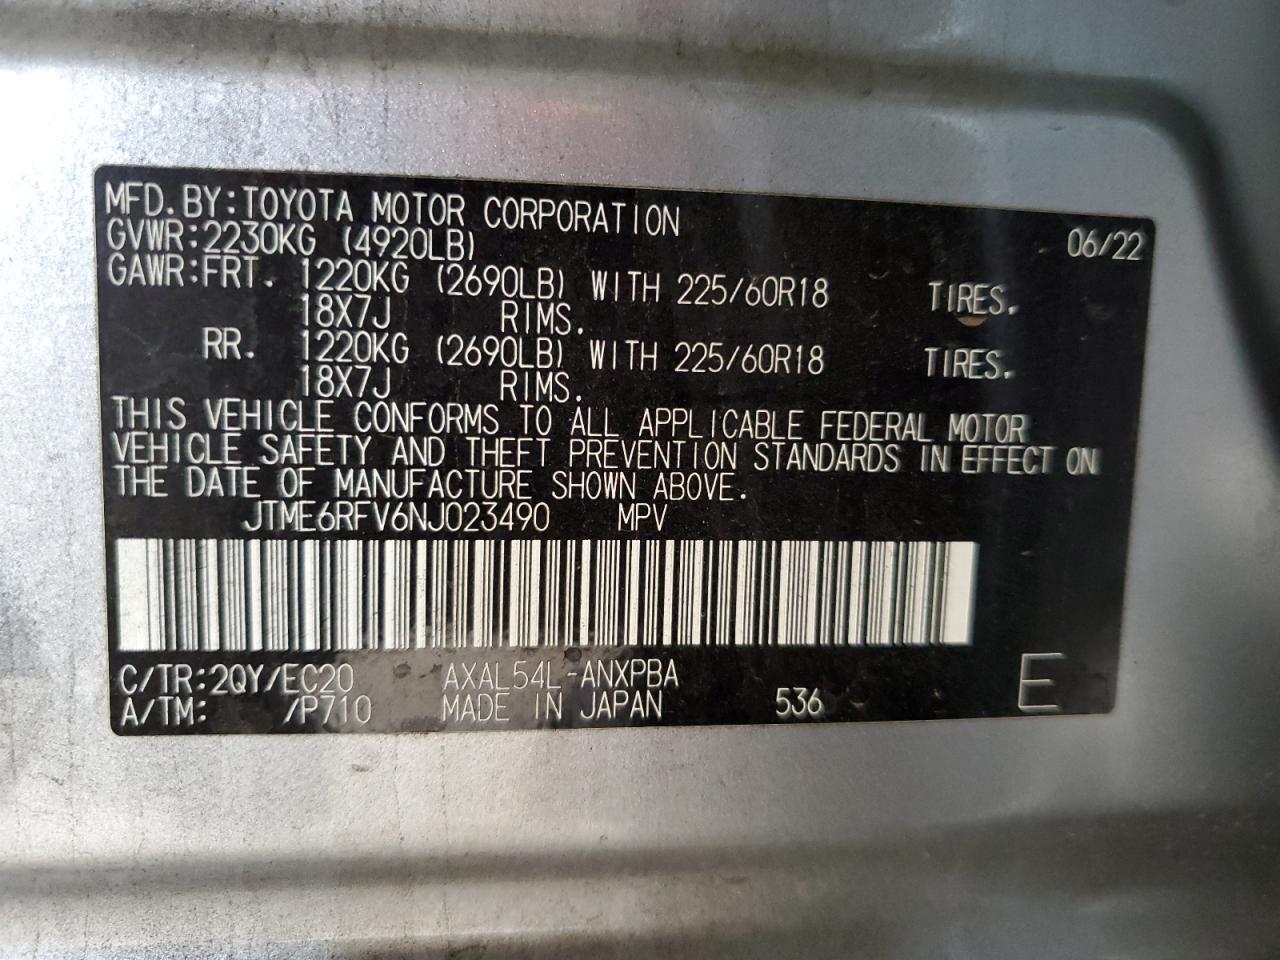 MFD.BY:TOYOTA MOTOR CORPORATION 06/22
GVWR:2230KG (4920LB)
GAWR:FRT. 1220KG (2690LB) WITH 225/60R18 TIRES.
18X7J RIMS.
RR. 1220KG (2690LB) WITH 225/60R18 TIRES.
18X7J RIMS.
THIS VEHICLE CONFORMS TO ALL APPLICABLE FEDERAL MOTOR
VEHICLE SAFETY AND THEFT PREVENTION STANDARDS IN EFFECT ON
THE DATE OF MANUFACTURE SHOWN ABOVE.
JTME6RFV6NJ023490 MPV
C/TR:2QY/EC20 AXAL54L-ANXPBA
A/TM: /P710 MADE IN JAPAN 536 E